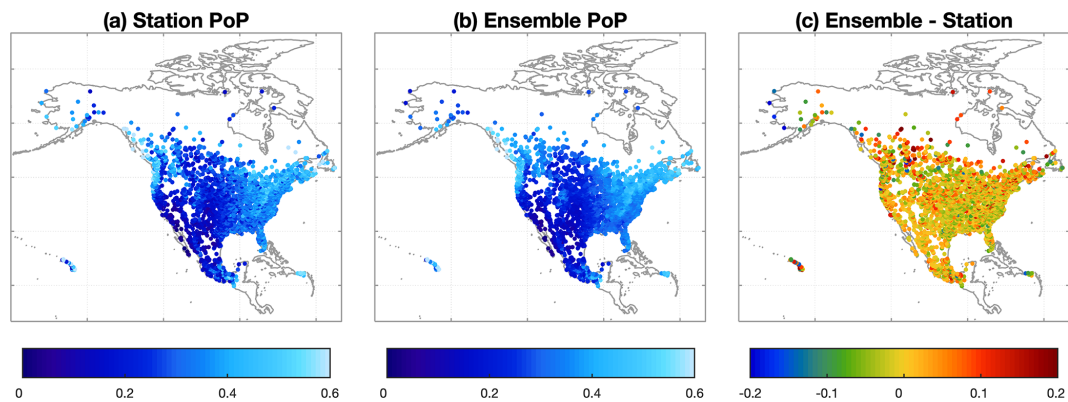 (a) Station PoP
(b) Ensemble PoP
(c) Ensemble - Station
0 0.2 0.4 0.6
0 0.2 0.4 0.6
-0.2 -0.1 0 0.1 0.2